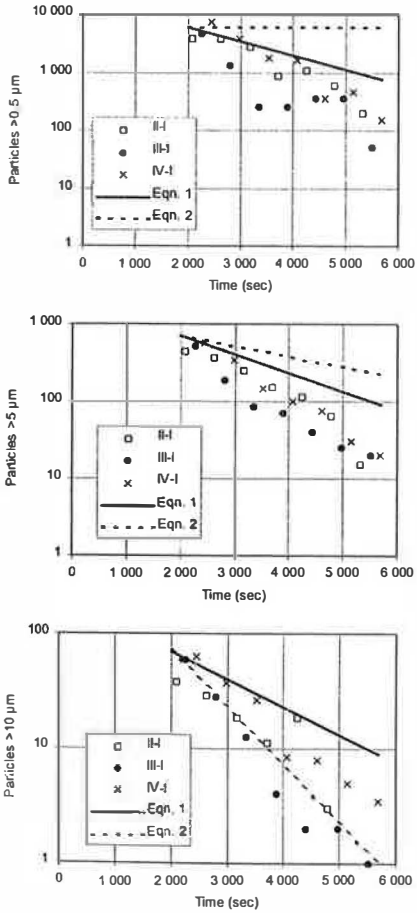 Particles >0.5 µm
10 000
1 000
100
10
1
II-I
III-I
IV-I
Eqn. 1
Eqn. 2
0 1 000 2 000 3 000 4 000 5 000 6 000
Time (sec)
Particles >5 µm
1 000
100
10
1
II-I
III-I
IV-I
Eqn. 1
Eqn. 2
0 1 000 2 000 3 000 4 000 5 000 6 000
Time (sec)
Particles >10 µm
100
10
1
II-I
III-I
IV-I
Eqn. 1
Eqn. 2
0 1 000 2 000 3 000 4 000 5 000 6 000
Time (sec)